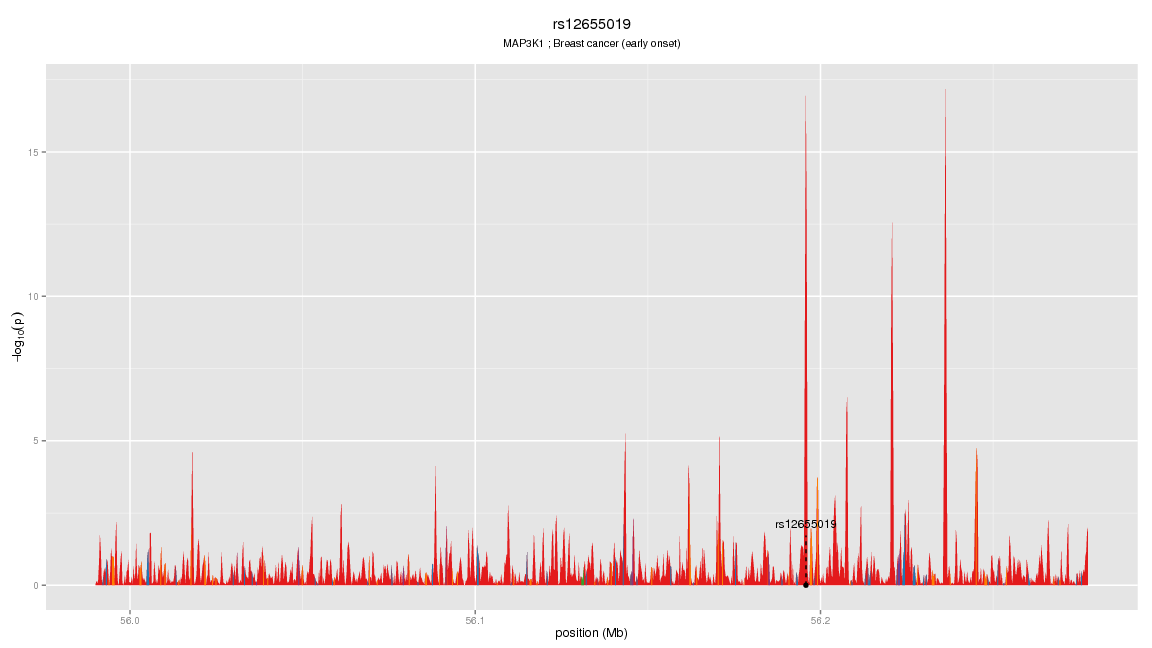 rs12655019
MAP3K1 ; Breast cancer (early onset)
15
10
5
0
−log10(p)
rs12655019
56.0
56.1
56.2
position (Mb)